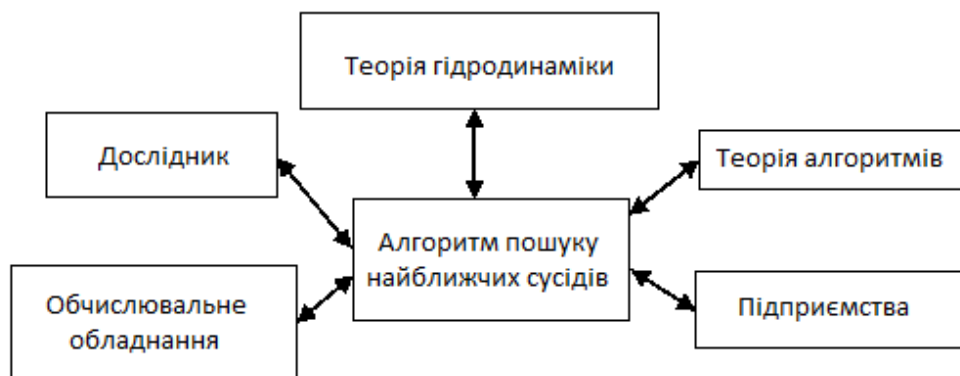 Теорія гідродинаміки
Дослідник
Теорія алгоритмів
Алгоритм пошуку
найближчих сусідів
Обчислювальне
обладнання
Підприємства